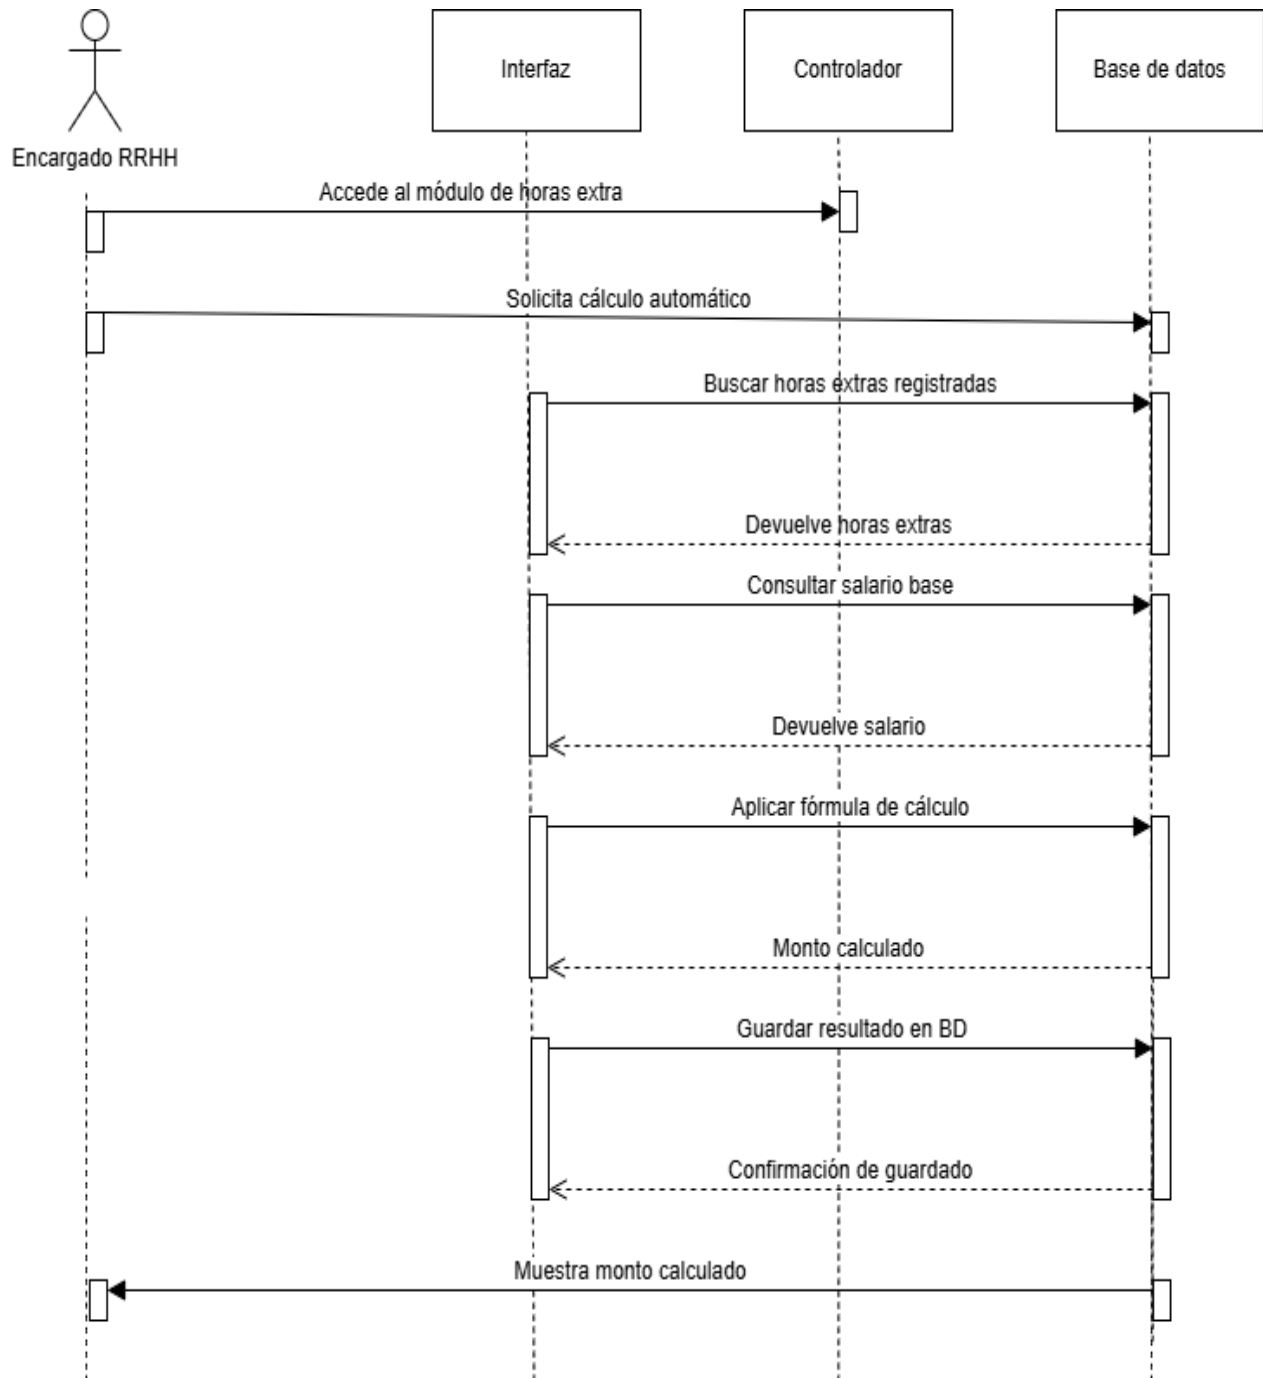 Interfaz
Controlador
Base de datos
Encargado RRHH
Accede al módulo de horas extra
Solicita cálculo automático
Buscar horas extras registradas
Devuelve horas extras
Consultar salario base
Devuelve salario
Aplicar fórmula de cálculo
Monto calculado
Guardar resultado en BD
Confirmación de guardado
Muestra monto calculado